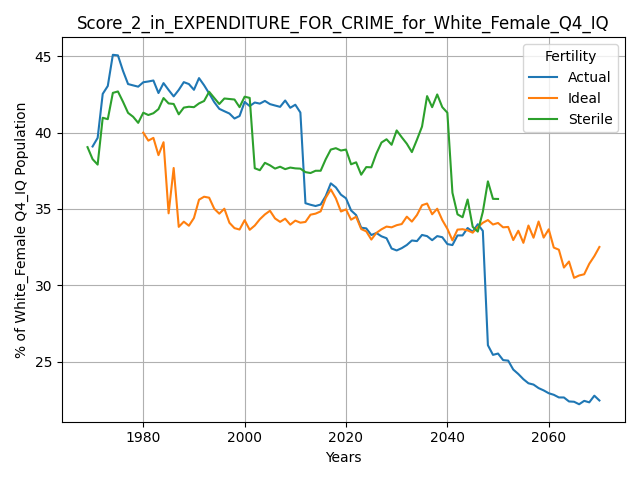 Score_2_in_EXPENDITURE_FOR_CRIME_for_White_Female_Q4_IQ
% of White_Female Q4_IQ Population
45
40
35
30
25
Fertility
Actual
Ideal
Sterile
1980
2000
2020
2040
2060
Years